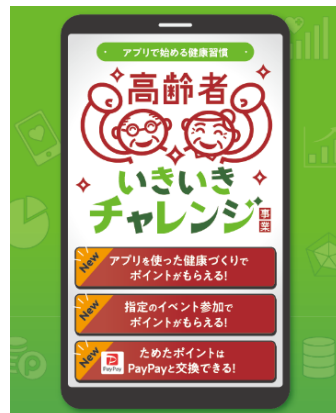 アプリで始める健康習慣
高齢者
いきいき
チャレンジ事業
New
アプリを使った健康づくりで
ポイントがもらえる!
New
指定のイベント参加で
ポイントがもらえる!
New
PayPay
ためたポイントは
PayPayと交換できる!